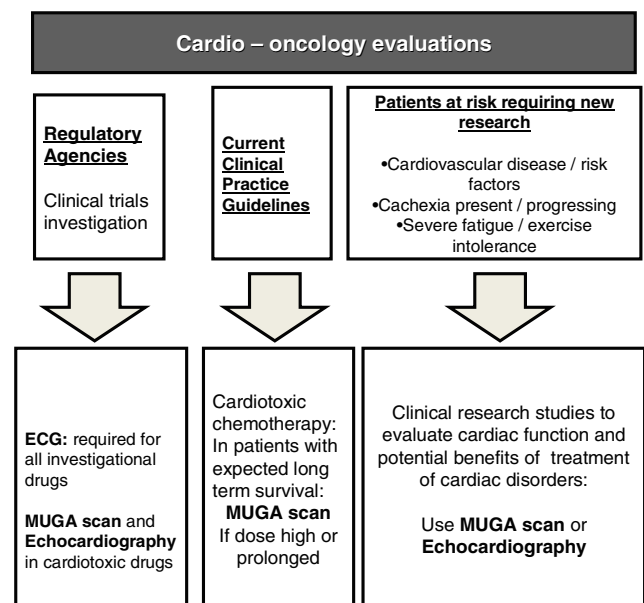 Cardio – oncology evaluations
Regulatory
Agencies
Clinical trials
investigation
Current
Clinical
Practice
Guidelines
Patients at risk requiring new
research
•Cardiovascular disease / risk
factors
•Cachexia present / progressing
•Severe fatigue / exercise
intolerance
ECG: required for
all investigational
drugs
MUGA scan and
Echocardiography
in cardiotoxic drugs
Cardiotoxic
chemotherapy:
In patients with
expected long
term survival:
MUGA scan
If dose high or
prolonged
Clinical research studies to
evaluate cardiac function and
potential benefits of treatment
of cardiac disorders:
Use MUGA scan or
Echocardiography